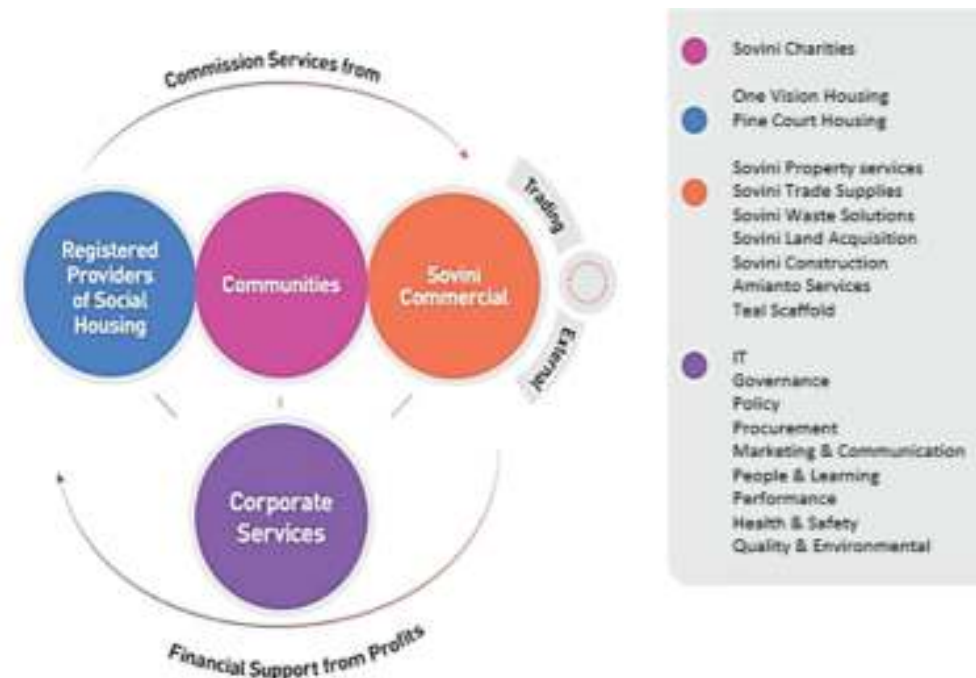 Commission Services from
Registered
Providers
of Social
Housing
Communities
Sovini
Commercial
Trading
External
Corporate
Services
Financial Support from Profits
Sovini Charities
One Vision Housing
Pine Court Housing
Sovini Property services
Sovini Trade Supplies
Sovini Waste Solutions
Sovini Land Acquisition
Sovini Construction
Amianto Services
Teal Scaffold
IT
Governance
Policy
Procurement
Marketing & Communication
People & Learning
Performance
Health & Safety
Quality & Environmental